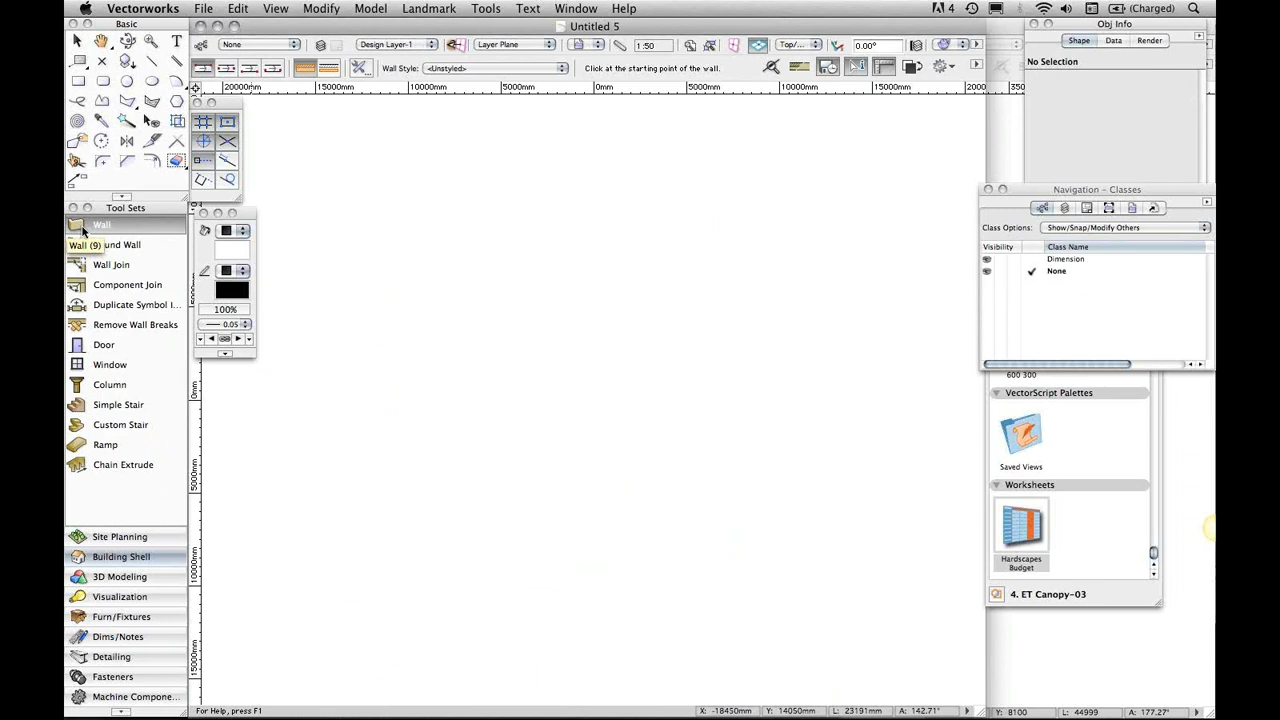 Vectorworks File Edit View Modify Model Landmark Tools Text Window Help 4 (Charged)
Basic
Untitled 5
Obj Info
None Design Layer-1 Layer Plane 1:50 Top/... 0.00°
Shape Data Render
Wall Style: <Unstyled> Click at the starting point of the wall.
No Selection
20000mm 15000mm 10000mm 5000mm 0mm 5000mm 10000mm 15000mm
Tool Sets
Wall
Wall (9)
und Wall
Wall Join
Component Join
Duplicate Symbol I...
Remove Wall Breaks
Door
Window
Column
Simple Stair
Custom Stair
Ramp
Chain Extrude
Site Planning
Building Shell
3D Modeling
Visualization
Furn/Fixtures
Dims/Notes
Detailing
Fasteners
Machine Compone...
100%
0.05
0mm
5000mm
10000mm
15000mm
Navigation – Classes
Class Options: Show/Snap/Modify Others
Visibility Class Name
Dimension
None
600 300
VectorScript Palettes
Saved Views
Worksheets
Hardscapes
Budget
4. ET Canopy-03
For Help, press F1 X: -18450mm Y: 14050mm L: 23191mm A: 142.71° Y: 8100 L: 44999 A: 177.27°